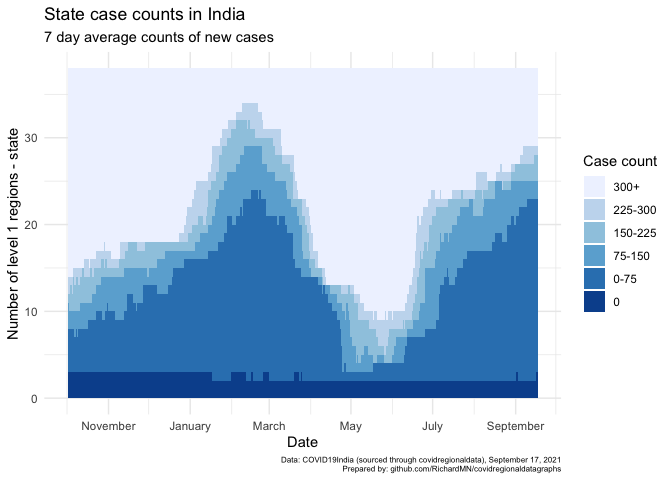 State case counts in India
7 day average counts of new cases
Number of level 1 regions - state
30
20
10
0
November January March May July September
Date
Case count
300+
225-300
150-225
75-150
0-75
0
Data: COVID19India (sourced through covidregionaldata), September 17, 2021
Prepared by: github.com/RichardMN/covidregionaldatagraphs